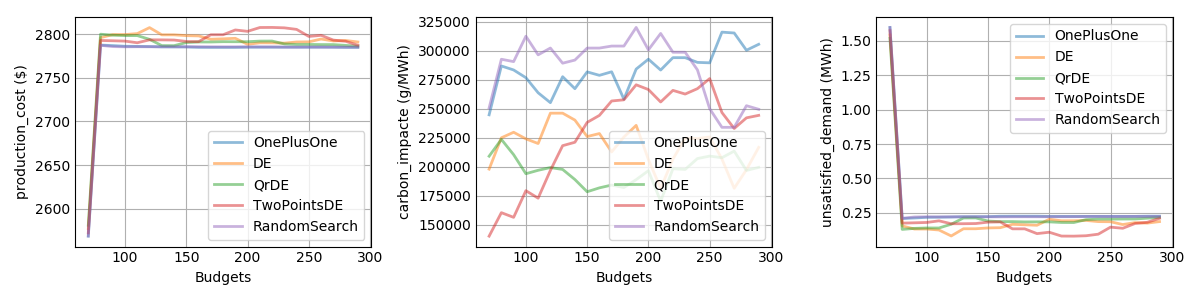 production_cost ($)
2800
2750
2700
2650
2600
100
150
200
250
300
Budgets
OnePlusOne
DE
QrDE
TwoPointsDE
RandomSearch
carbon_impacte (g/MWh)
325000
300000
275000
250000
225000
200000
175000
150000
100
150
200
250
300
Budgets
OnePlusOne
DE
QrDE
TwoPointsDE
RandomSearch
unsatisfied_demand (MWh)
1.50
1.25
1.00
0.75
0.50
0.25
100
150
200
250
300
Budgets
OnePlusOne
DE
QrDE
TwoPointsDE
RandomSearch